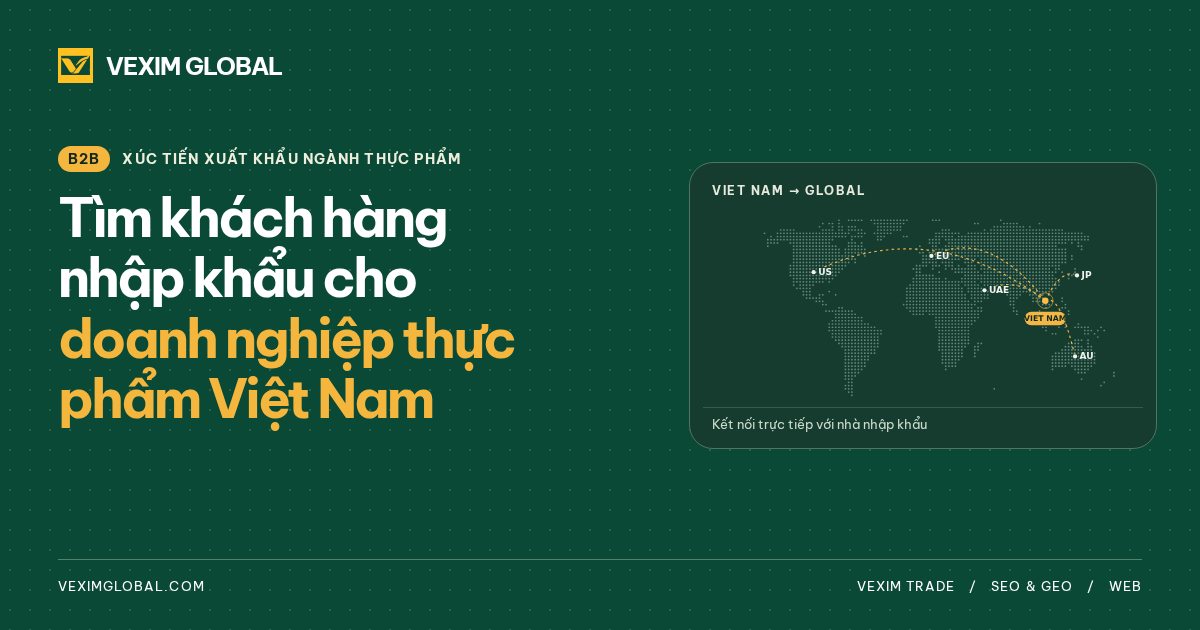 VEXIM GLOBAL
B2B XÚC TIẾN XUẤT KHẨU NGÀNH THỰC PHẨM
Tìm khách hàng
nhập khẩu cho
doanh nghiệp thực
phẩm Việt Nam
VIET NAM → GLOBAL
US
EU
UAE
JP
VIET NAM
AU
Kết nối trực tiếp với nhà nhập khẩu
VEXIMGLOBAL.COM
VEXIM TRADE / SEO & GEO / WEB